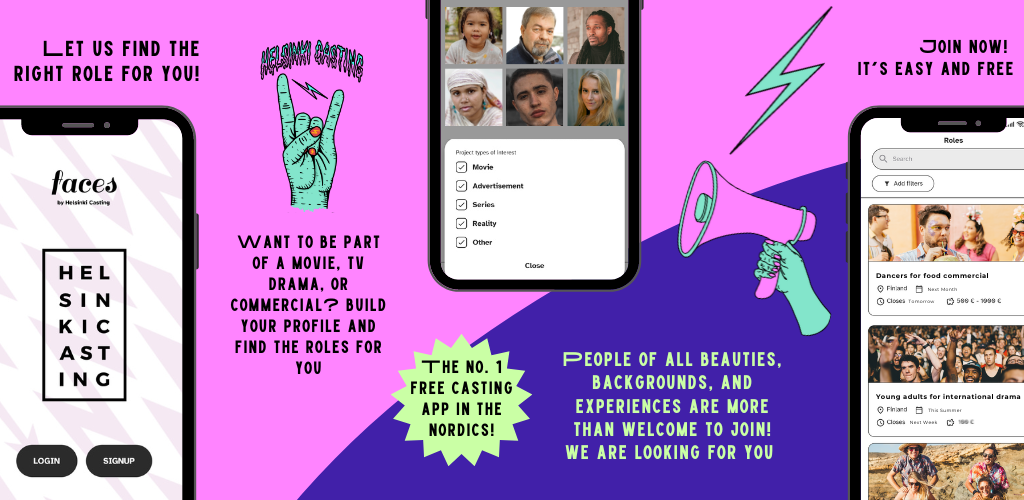 LET US FIND THE
RIGHT ROLE FOR YOU!
faces
by Helsinki Casting
HEL
SIN
KIC
AST
ING
LOGIN
SIGNUP
HELSINKI CASTING
WANT TO BE PART
OF A MOVIE, TV
DRAMA, OR
COMMERCIAL? BUILD
YOUR PROFILE AND
FIND THE ROLES FOR
YOU
Project types of interest
Movie
Advertisement
Series
Reality
Other
Close
THE NO. 1
FREE CASTING
APP IN THE
NORDICS!
PEOPLE OF ALL BEAUTIES,
BACKGROUNDS, AND
EXPERIENCES ARE MORE
THAN WELCOME TO JOIN!
WE ARE LOOKING FOR YOU
JOIN NOW!
IT'S EASY AND FREE
Roles
Search
Add filters
Dancers for food commercial
Finland Next Month
Closes Tomorrow 500 € - 1000 €
Young adults for international drama
Finland This Summer
Closes Next Week 100 €